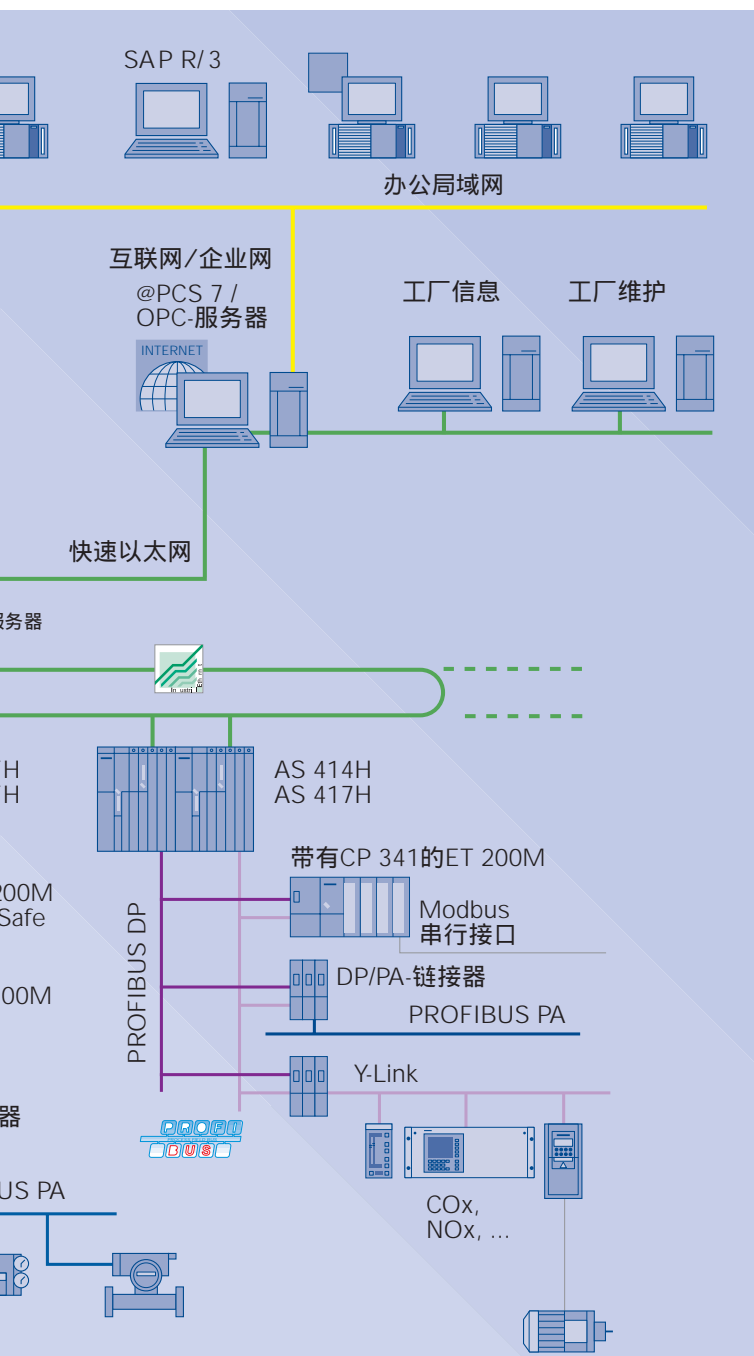 SAP R/3
办公局域网
互联网/企业网
@PCS 7 /
OPC-服务器
工厂信息
工厂维护
INTERNET
快速以太网
服务器
AS 414H
AS 417H
带有CP 341的ET 200M
Modbus
串行接口
200M
Safe
PROFIBUS DP
DP/PA-链接器
00M
PROFIBUS PA
Y-Link
器
PROFI
BUS
US PA
COx,
NOx, ...